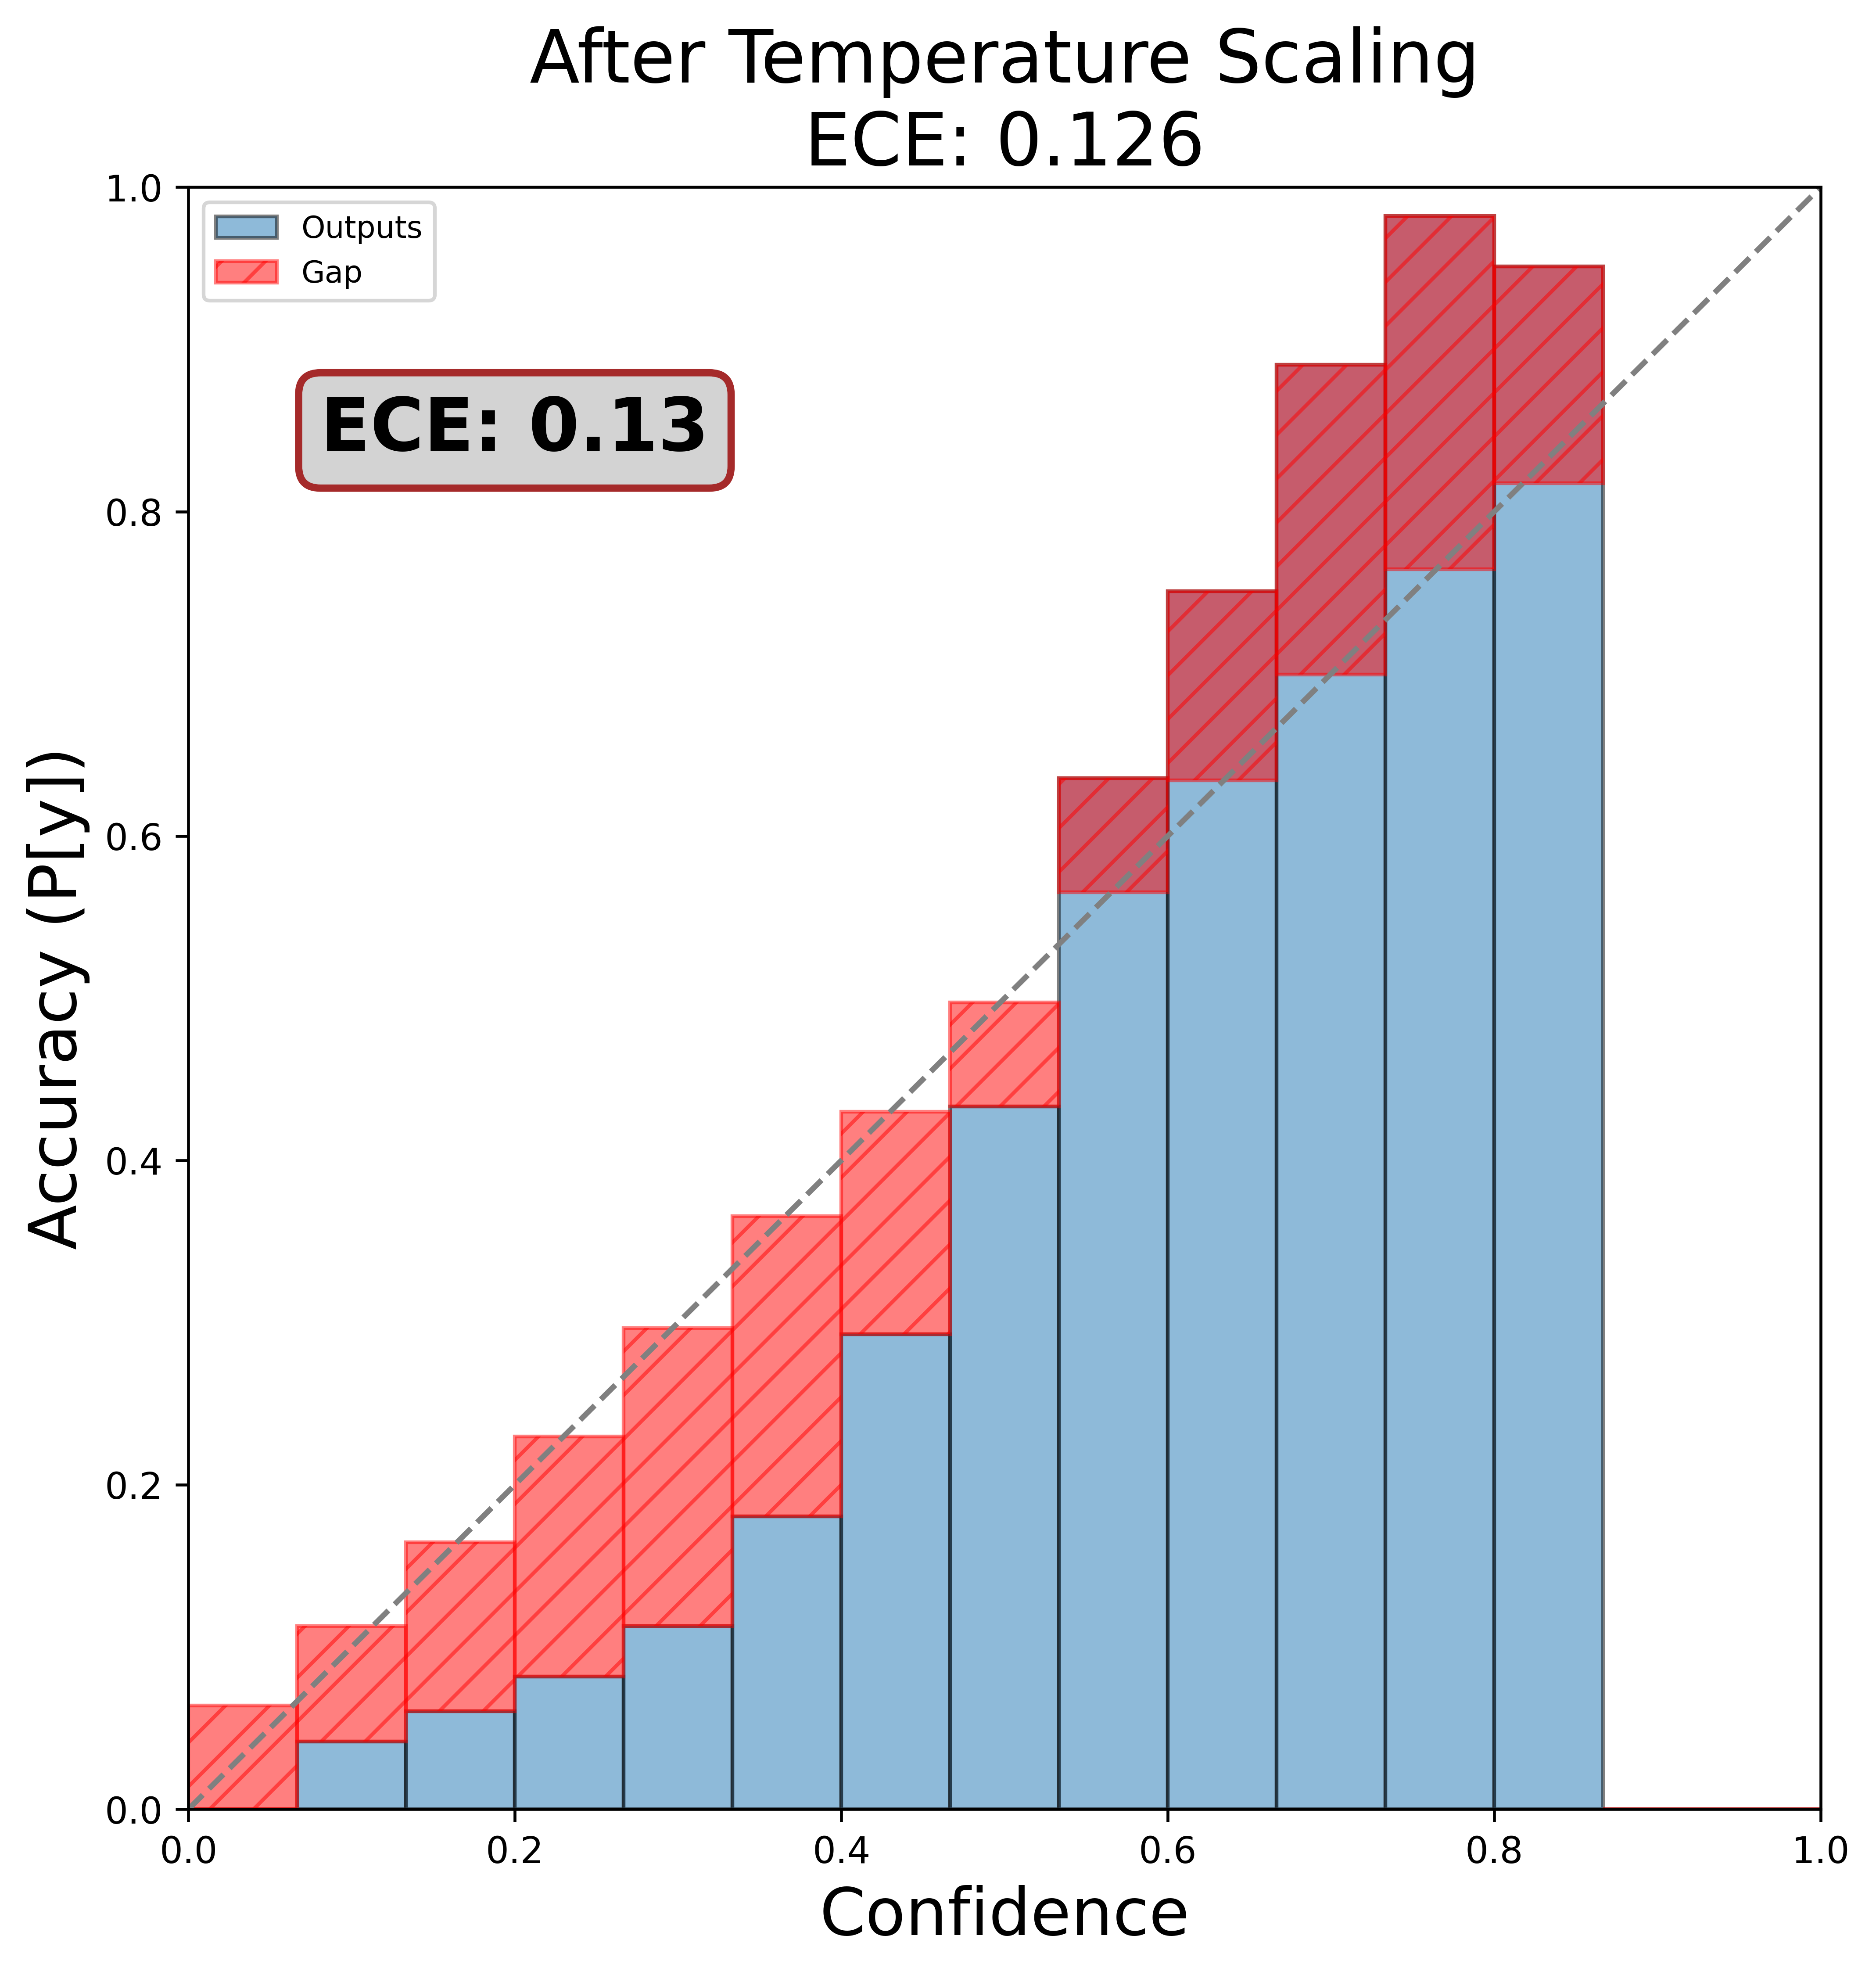 After Temperature Scaling
ECE: 0.126
Outputs
Gap
ECE: 0.13
Accuracy (P[y])
1.0
0.8
0.6
0.4
0.2
0.0
0.0 0.2 0.4 0.6 0.8 1.0
Confidence